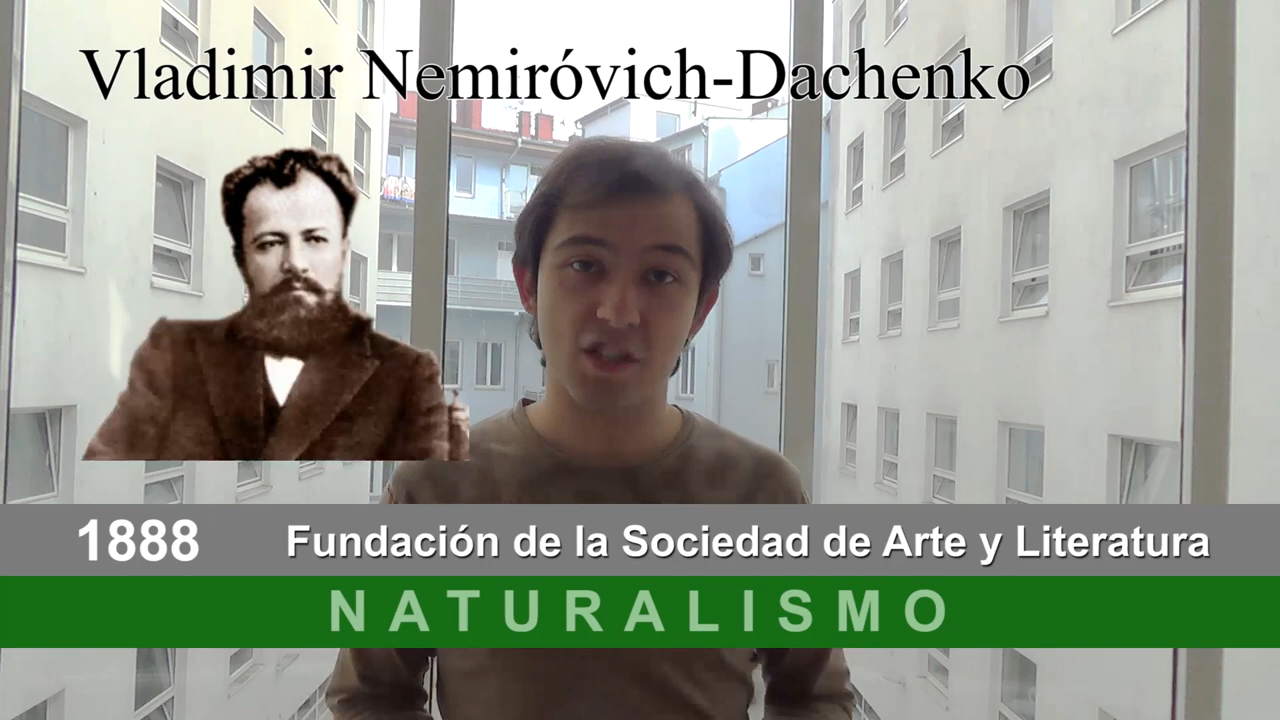 Vladimir Nemiróvich-Dachenko
1888 Fundación de la Sociedad de Arte y Literatura
NATURALISMO